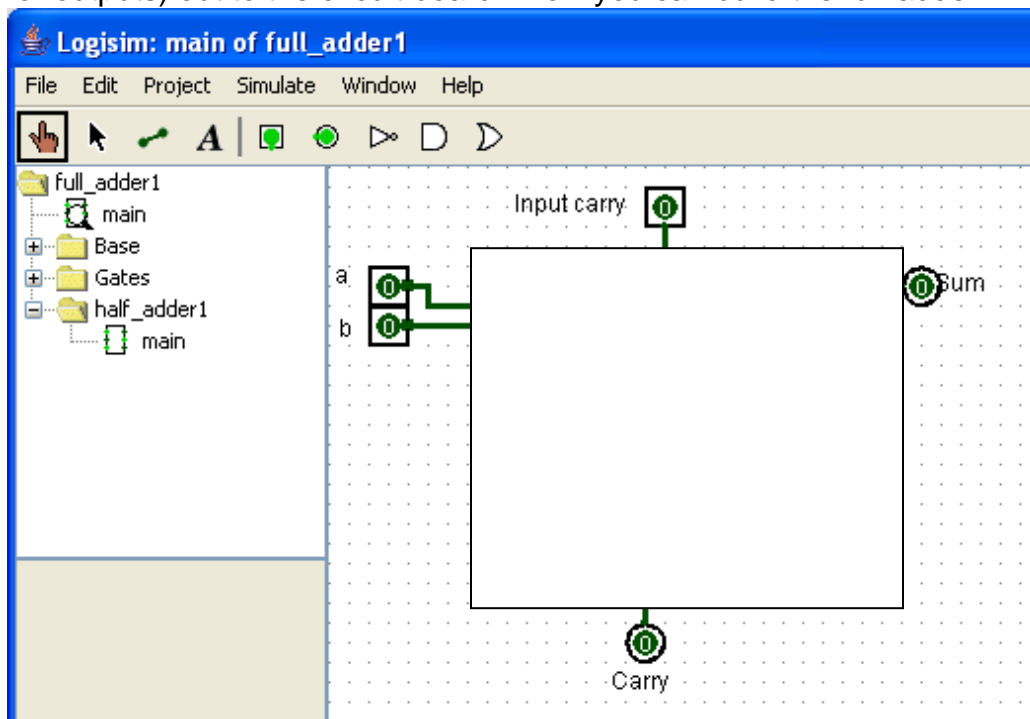 Logisim: main of full_adder1
File Edit Project Simulate Window Help
A
full_adder1
main
Base
Gates
half_adder1
main
Input carry 0
a 0
b 0
0 Sum
0
Carry